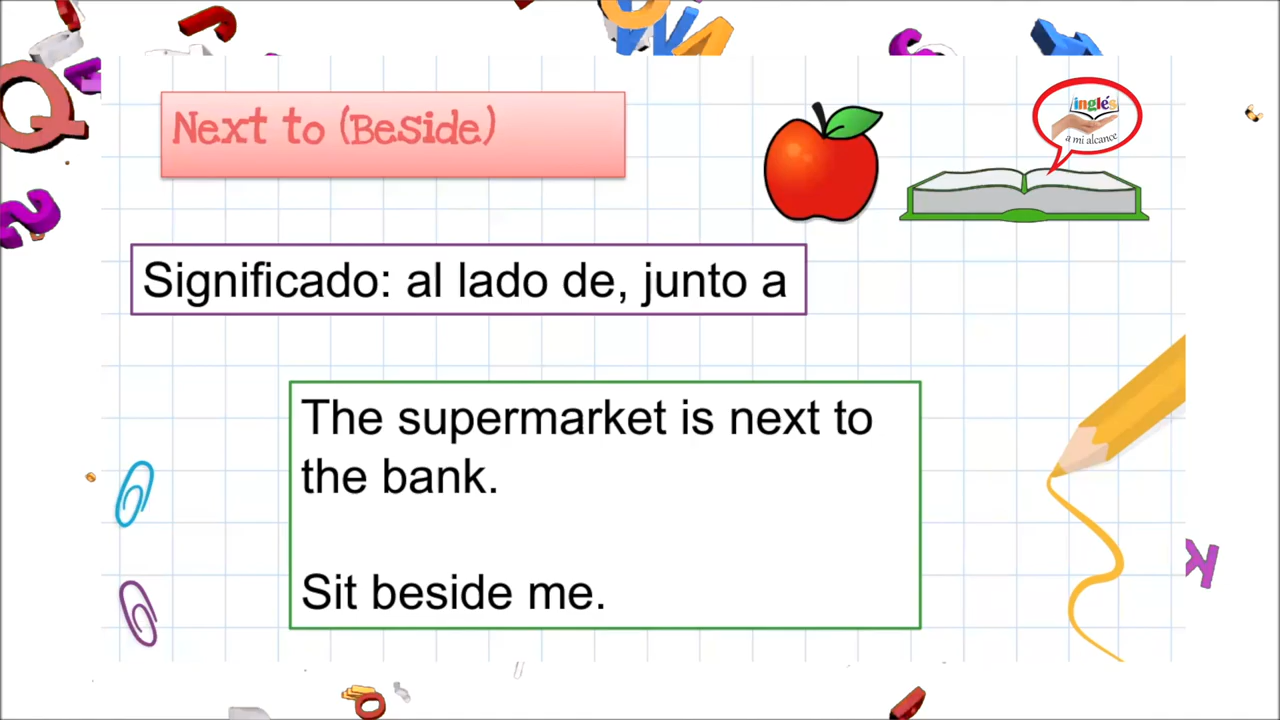 Next to (Beside)
inglés
a mi alcance
Significado: al lado de, junto a
The supermarket is next to
the bank.
Sit beside me.